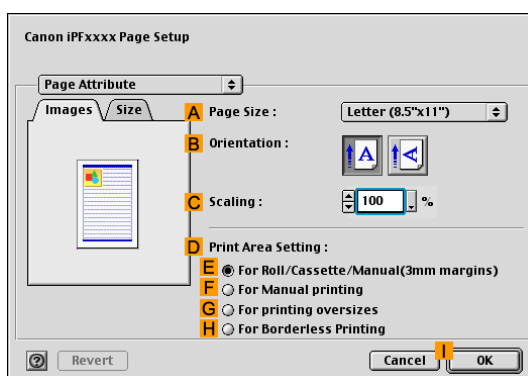 Canon iPFxxxx Page Setup
Page Attribute
Images Size
A Page Size : Letter (8.5"x11")
B Orientation : A A
C Scaling : 100 %
D Print Area Setting :
E For Roll/Cassette/Manual(3mm margins)
F For Manual printing
G For printing oversizes
H For Borderless Printing
? Revert Cancel I OK